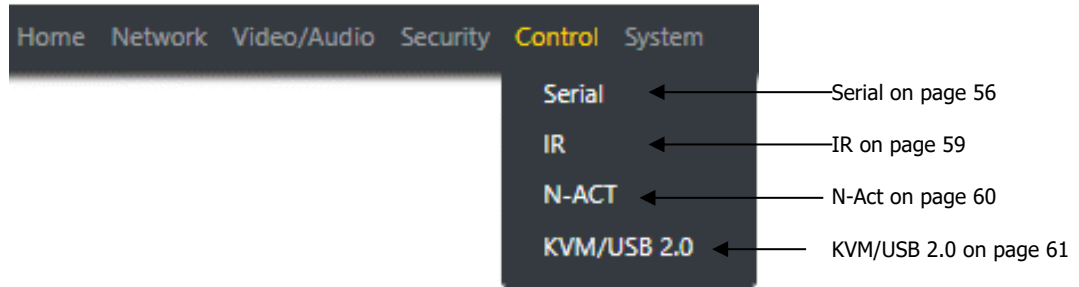 Home Network Video/Audio Security Control System
Serial Serial on page 56
IR IR on page 59
N-ACT N-Act on page 60
KVM/USB 2.0 KVM/USB 2.0 on page 61